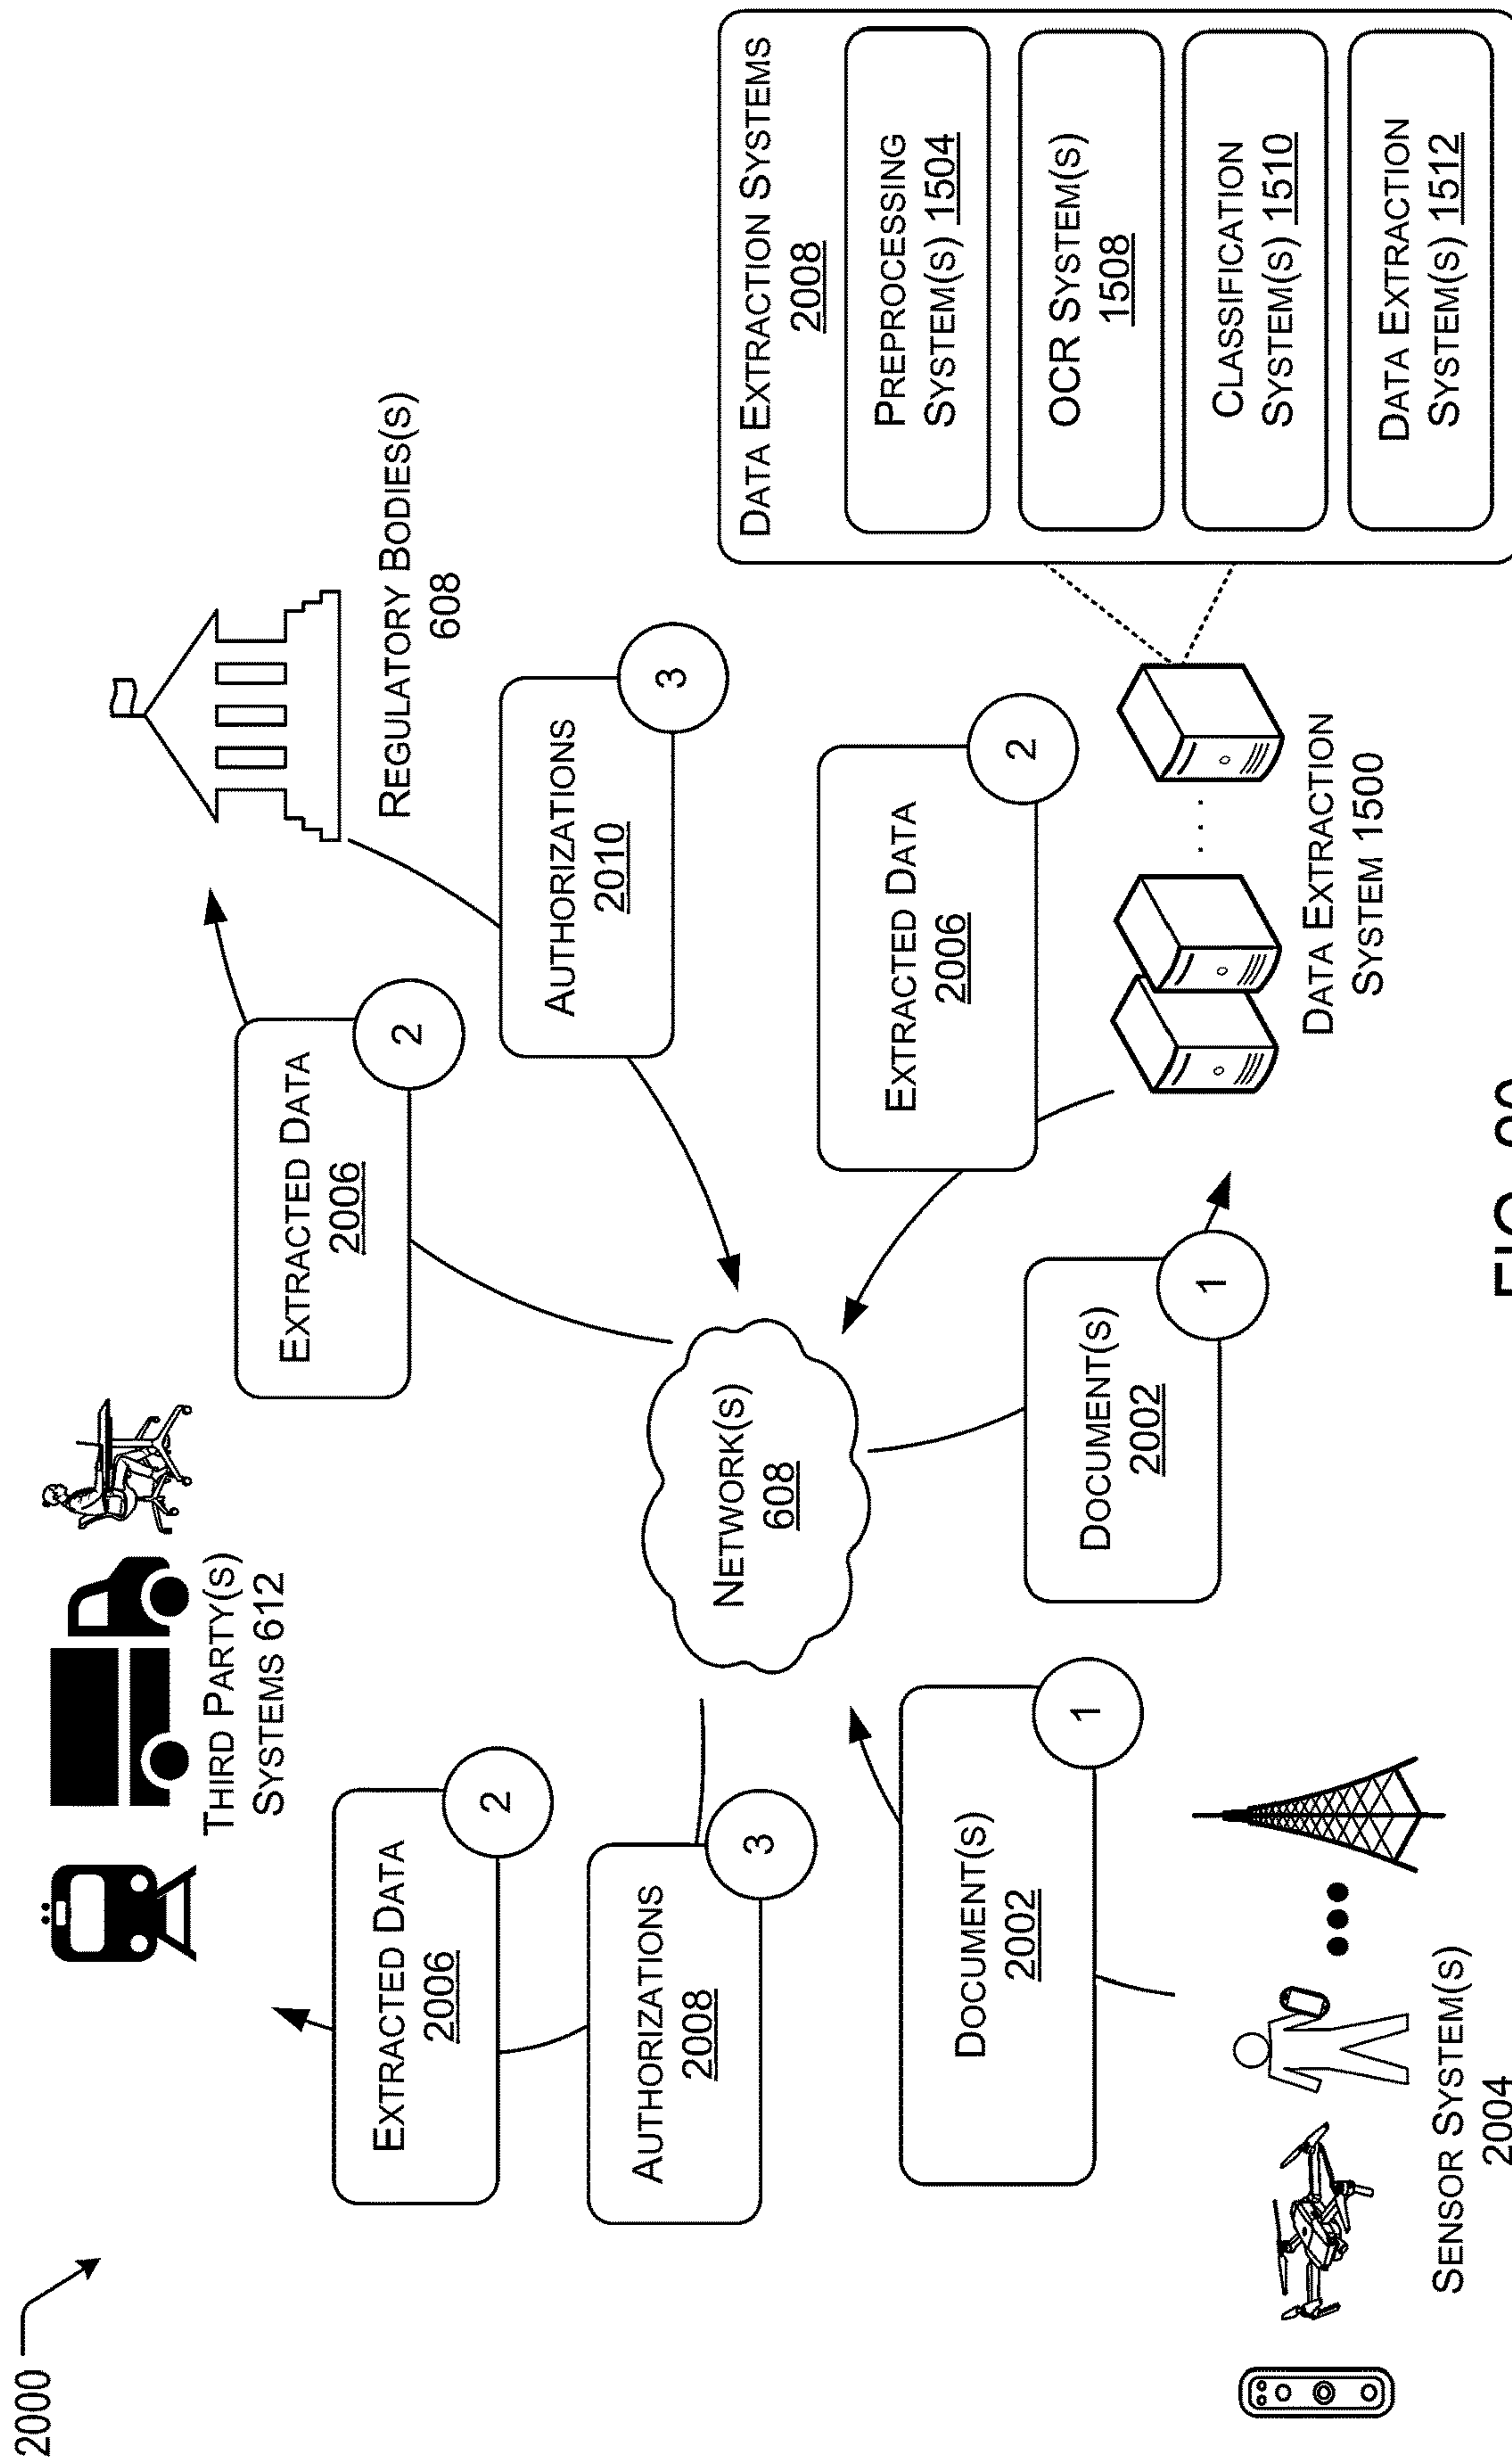 2000
THIRD PARTY(S)
SYSTEMS 612
REGULATORY BODIES(S)
608
EXTRACTED DATA
2006
2
AUTHORIZATIONS
2008
3
EXTRACTED DATA
2006
2
AUTHORIZATIONS
2010
3
NETWORK(S)
608
DOCUMENT(S)
2002
1
DOCUMENT(S)
2002
1
EXTRACTED DATA
2006
2
SENSOR SYSTEM(S)
2004
DATA EXTRACTION
SYSTEM 1500
DATA EXTRACTION SYSTEMS
2008
PREPROCESSING
SYSTEM(S) 1504
OCR SYSTEM(S)
1508
CLASSIFICATION
SYSTEM(S) 1510
DATA EXTRACTION
SYSTEM(S) 1512
FIG. 20